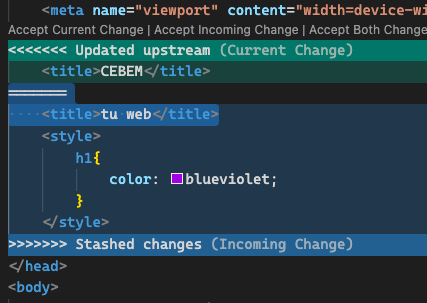 <meta name="viewport" content="width=device-wi
Accept Current Change | Accept Incoming Change | Accept Both Change
<<<<<<< Updated upstream (Current Change)
<title>CEBEM</title>
=======
<title>tu web</title>
<style>
h1{
color: blueviolet;
}
</style>
>>>>>>> Stashed changes (Incoming Change)
</head>
<body>